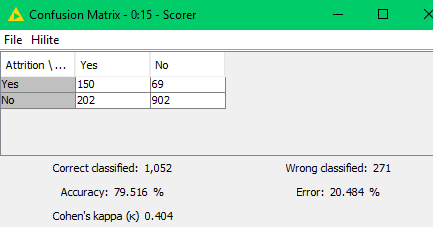 Confusion Matrix - 0:15 - Scorer
File Hilite
Attrition \ ... Yes No
Yes 150 69
No 202 902
Correct classified: 1,052 Wrong classified: 271
Accuracy: 79.516 % Error: 20.484 %
Cohen's kappa (κ) 0.404